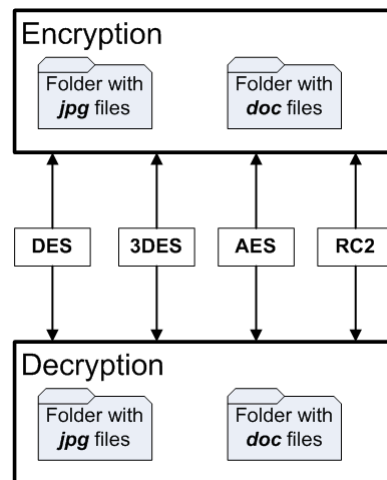 Encryption
Folder with
jpg files
Folder with
doc files
DES
3DES
AES
RC2
Decryption
Folder with
jpg files
Folder with
doc files